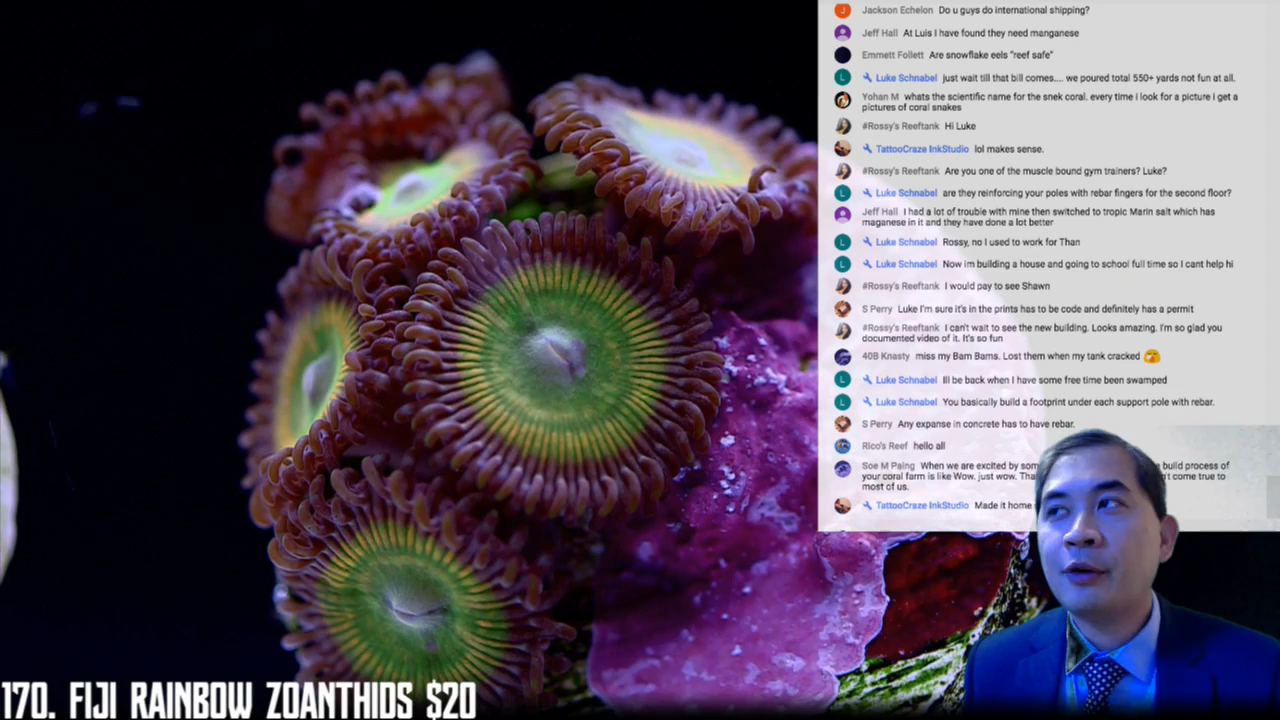 Jackson Echelon Do u guys do international shipping?
Jeff Hall At Luis I have found they need manganese
Emmett Follett Are snowflake eels "reef safe"
Luke Schnabel just wait till that bill comes.... we poured total 550+ yards not fun at all.
Yohan M whats the scientific name for the snek coral. every time i look for a picture i get a
pictures of coral snakes
#Rossy's Reeftank Hi Luke
TattooCraze InkStudio lol makes sense.
#Rossy's Reeftank Are you one of the muscle bound gym trainers? Luke?
Luke Schnabel are they reinforcing your poles with rebar fingers for the second floor?
Jeff Hall I had a lot of trouble with mine then switched to tropic Marin salt which has
maganese in it and they have done a lot better
Luke Schnabel Rossy, no I used to work for Than
Luke Schnabel Now im building a house and going to school full time so I cant help hi
#Rossy's Reeftank I would pay to see Shawn
S Perry Luke I'm sure it's in the prints has to be code and definitely has a permit
#Rossy's Reeftank I can't wait to see the new building. Looks amazing. I'm so glad you
documented video of it. It's so fun
40B Knasty miss my Bam Bams. Lost them when my tank cracked
Luke Schnabel Ill be back when I have some free time been swamped
Luke Schnabel You basically build a footprint under each support pole with rebar.
S Perry Any expanse in concrete has to have rebar.
Rico's Reef hello all
Soe M Paing When we are excited by build process of
your coral farm is like Wow. just wow. come true to
most of us.
TattooCraze InkStudio Made it home
170. FIJI RAINBOW ZOANTHIDS $20